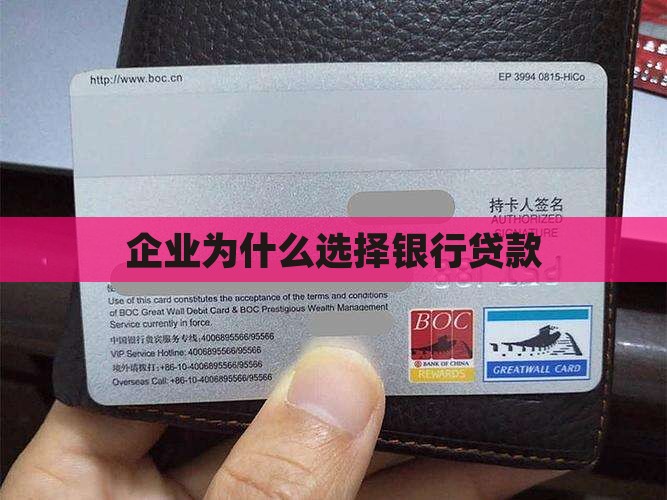 http://www.boc.cn
EP 3994 0815-HiCo
持卡人签名
AUTHORIZED
SIGNATURE
企业为什么选择银行贷款
Use of this card constitutes the acceptance of the terms and conditions
of BOC Great Wall Debit Card & BOC Prestigious Wealth Management
Service currently in force.
中国银行贵宾服务专线:4006895566/95566
VIP Service Hotline: 4006895566/95566
境外请拨打:+86-10-4006895566/95566
Overseas Call: +86-10-4006895566/95566
BOC
BANK OF CHINA
REWARDS
GREATWALL CARD